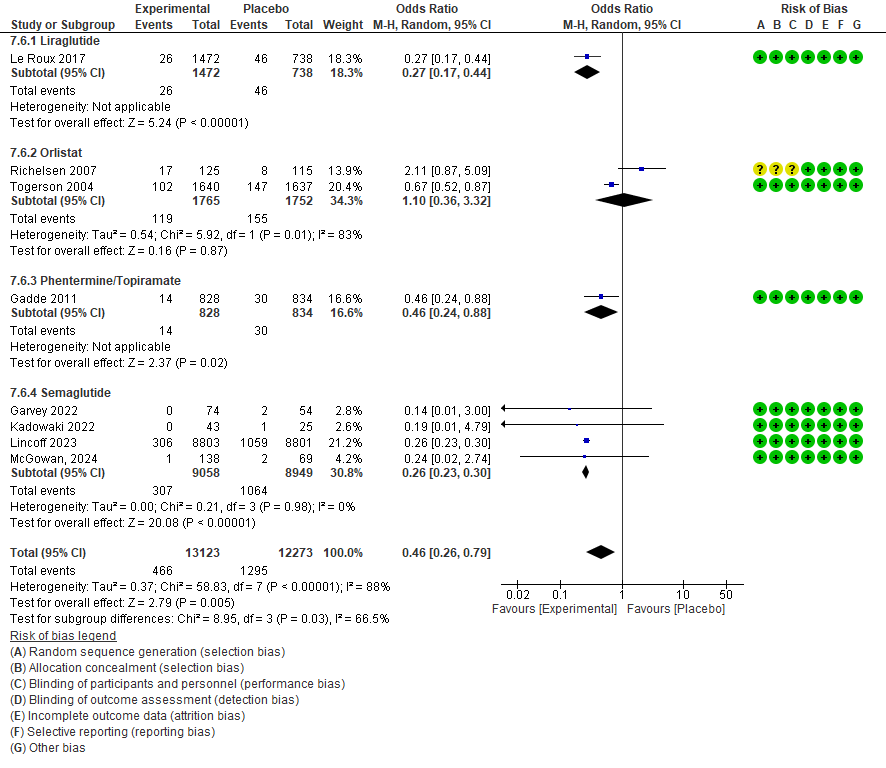 Experimental Placebo Odds Ratio Odds Ratio Risk of Bias
Study or Subgroup Events Total Events Total Weight M-H, Random, 95% CI M-H, Random, 95% CI A B C D E F G
7.6.1 Liraglutide
Le Roux 2017 26 1472 46 738 18.3% 0.27 [0.17, 0.44] + + + + + + +
Subtotal (95% CI) 1472 738 18.3% 0.27 [0.17, 0.44]
Total events 26 46
Heterogeneity: Not applicable
Test for overall effect: Z = 5.24 (P < 0.00001)
7.6.2 Orlistat
Richelsen 2007 17 125 8 115 13.9% 2.11 [0.87, 5.09] ? ? ? + + + +
Togerson 2004 102 1640 147 1637 20.4% 0.67 [0.52, 0.87] + + + + + + +
Subtotal (95% CI) 1765 1752 34.3% 1.10 [0.36, 3.32]
Total events 119 155
Heterogeneity: Tau² = 0.54; Chi² = 5.92, df = 1 (P = 0.01); I² = 83%
Test for overall effect: Z = 0.16 (P = 0.87)
7.6.3 Phentermine/Topiramate
Gadde 2011 14 828 30 834 16.6% 0.46 [0.24, 0.88] + + + + + + +
Subtotal (95% CI) 828 834 16.6% 0.46 [0.24, 0.88]
Total events 14 30
Heterogeneity: Not applicable
Test for overall effect: Z = 2.37 (P = 0.02)
7.6.4 Semaglutide
Garvey 2022 0 74 2 54 2.8% 0.14 [0.01, 3.00] + + + + + + +
Kadowaki 2022 0 43 1 25 2.6% 0.19 [0.01, 4.79] + + + + + + +
Lincoff 2023 306 8803 1059 8801 21.2% 0.26 [0.23, 0.30] + + + + + + +
McGowan, 2024 1 138 2 69 4.2% 0.24 [0.02, 2.74] + + + + + + +
Subtotal (95% CI) 9058 8949 30.8% 0.26 [0.23, 0.30]
Total events 307 1064
Heterogeneity: Tau² = 0.00; Chi² = 0.21, df = 3 (P = 0.98); I² = 0%
Test for overall effect: Z = 20.08 (P < 0.00001)
Total (95% CI) 13123 12273 100.0% 0.46 [0.26, 0.79]
Total events 466 1295
Heterogeneity: Tau² = 0.37; Chi² = 58.83, df = 7 (P < 0.00001); I² = 88%
Test for overall effect: Z = 2.79 (P = 0.005)
Test for subgroup differences: Chi² = 8.95, df = 3 (P = 0.03), I² = 66.5%
0.02 0.1 1 10 50
Favours [Experimental] Favours [Placebo]
Risk of bias legend
(A) Random sequence generation (selection bias)
(B) Allocation concealment (selection bias)
(C) Blinding of participants and personnel (performance bias)
(D) Blinding of outcome assessment (detection bias)
(E) Incomplete outcome data (attrition bias)
(F) Selective reporting (reporting bias)
(G) Other bias